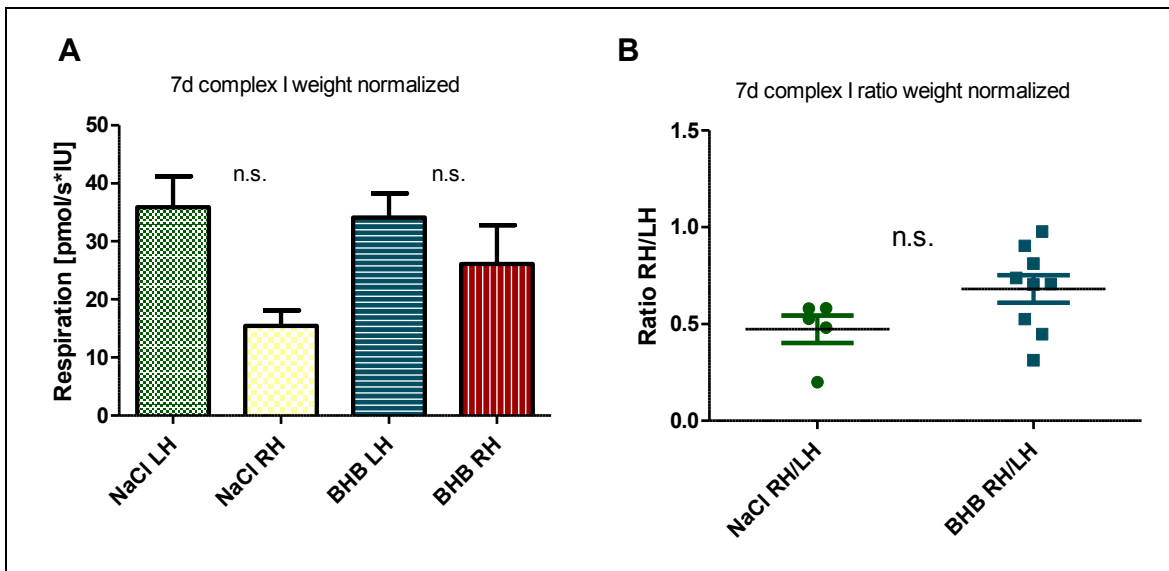 A
7d complex I weight normalized
Respiration [pmol/s*IU]
50
40
30
20
10
0
n.s.
n.s.
NaCl LH
NaCl RH
BHB LH
BHB RH
B
7d complex I ratio weight normalized
Ratio RH/LH
1.5
1.0
0.5
0.0
n.s.
NaCl RH/LH
BHB RH/LH